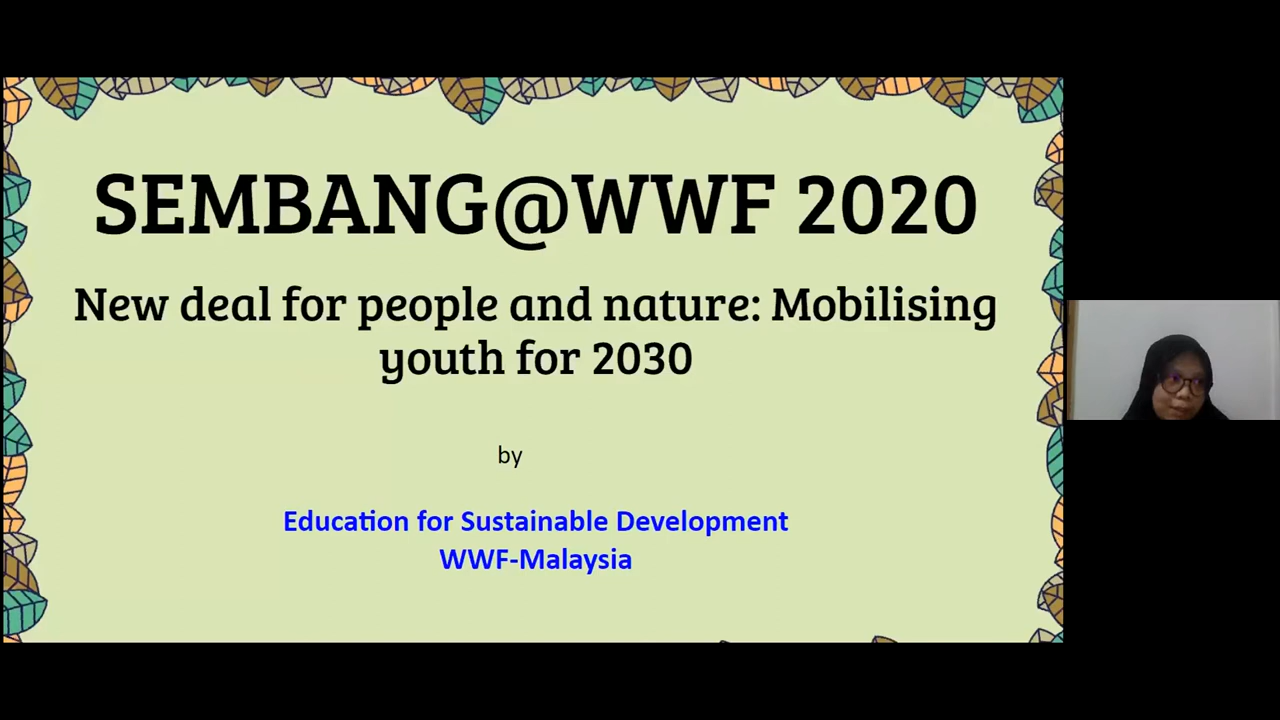 SEMBANG@WWF 2020
New deal for people and nature: Mobilising
youth for 2030
by
Education for Sustainable Development
WWF-Malaysia